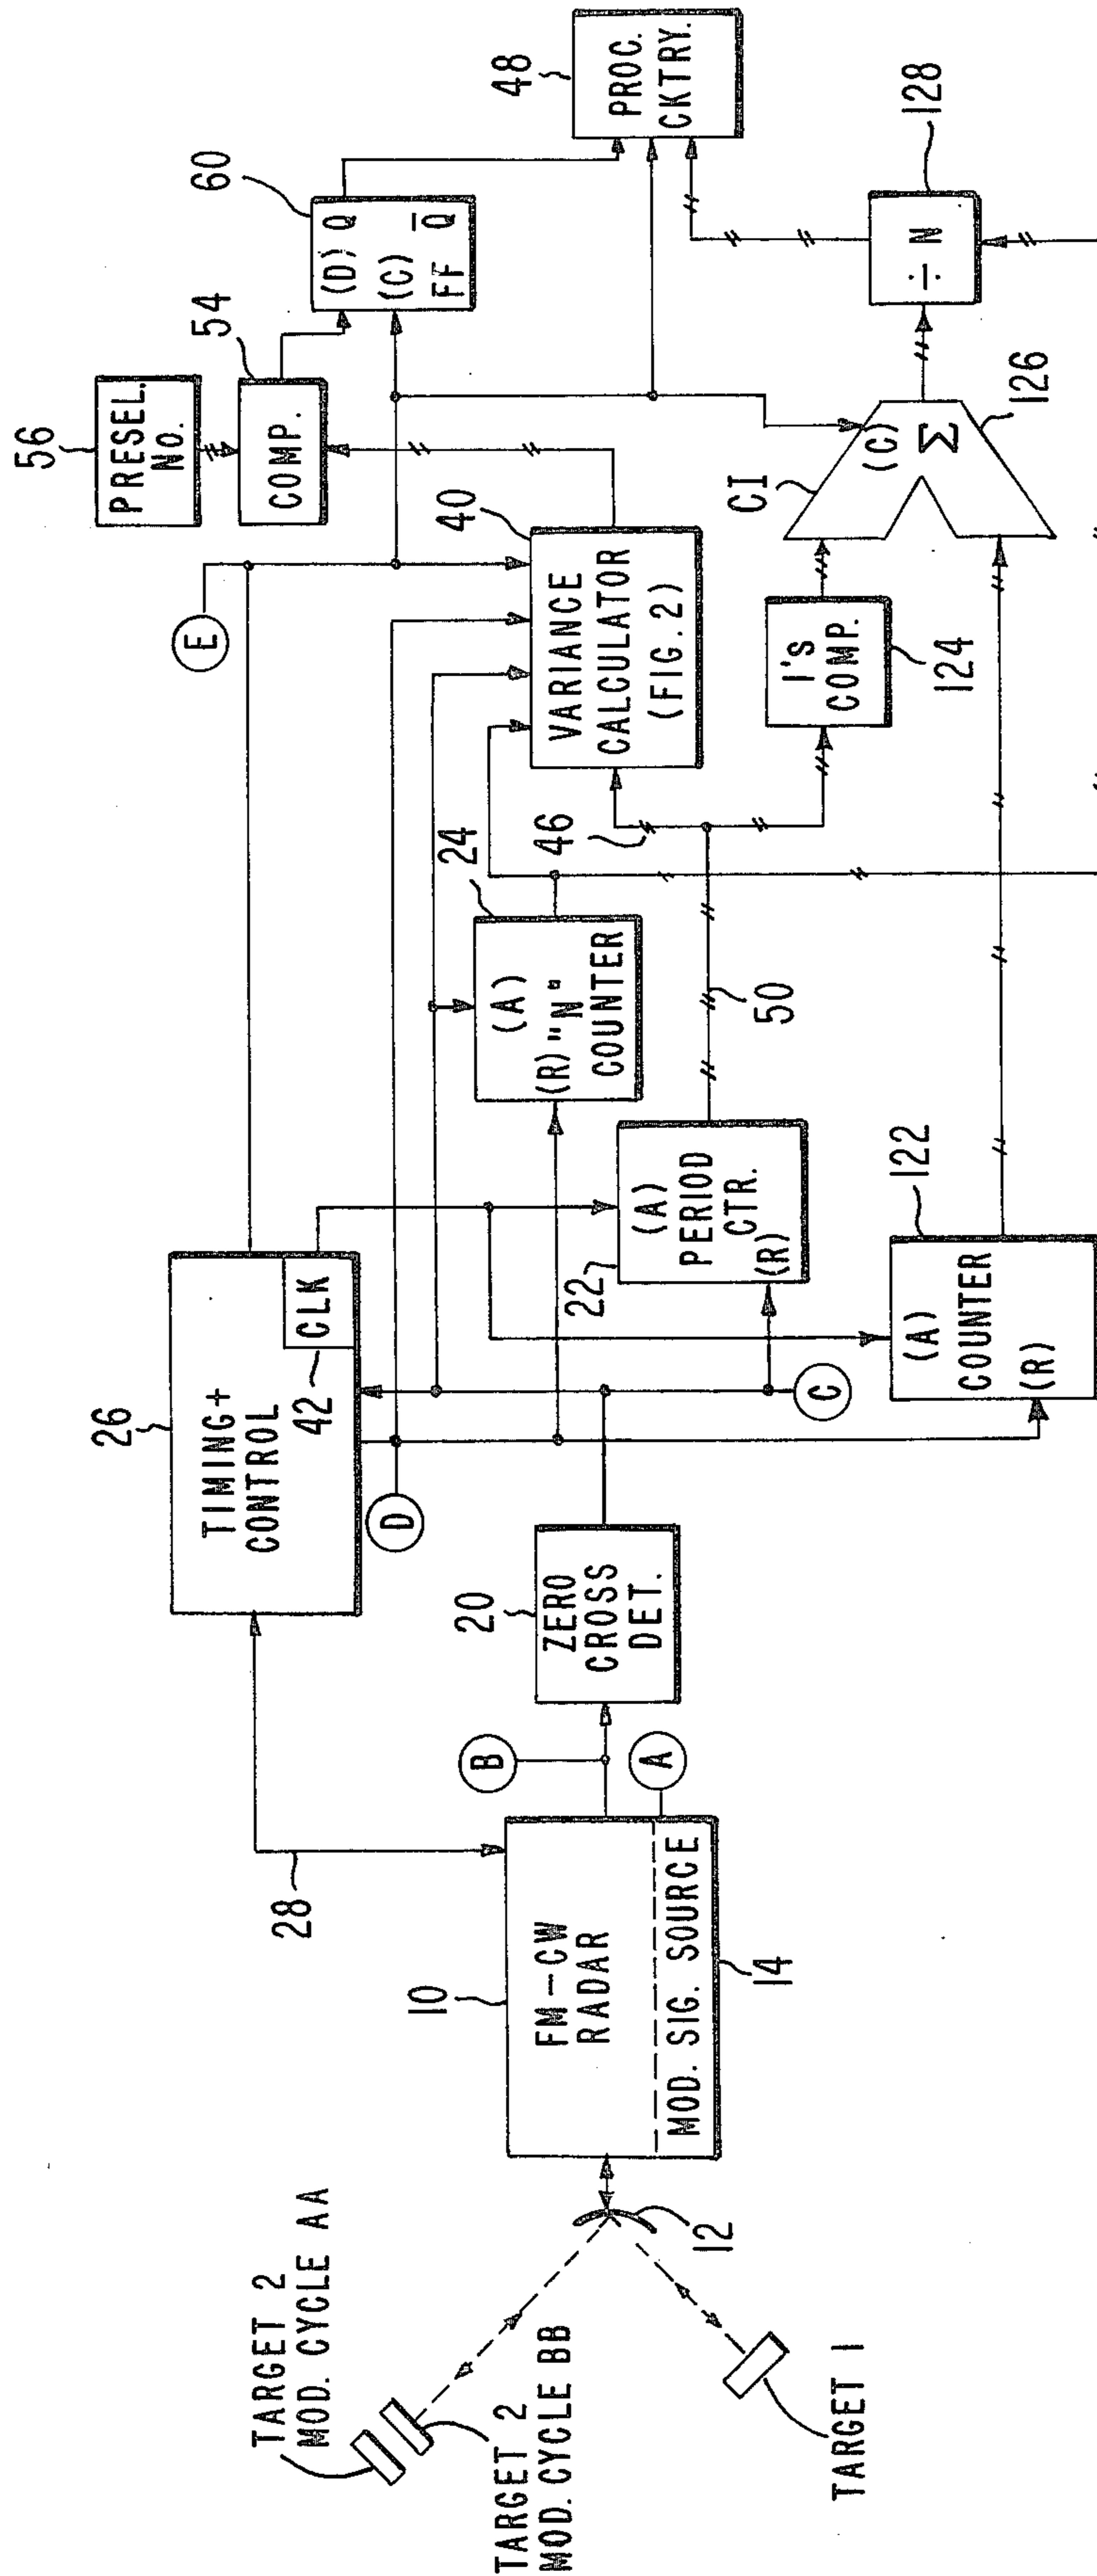 TARGET 2
MOD. CYCLE AA
TARGET 2
MOD. CYCLE BB
TARGET 1
12
10
FM-CW
RADAR
MOD. SIG. SOURCE
14
28
B
A
20
ZERO
CROSS
DET.
26
TIMING+
CONTROL
42
CLK
D
C
E
22
(A)
PERIOD
CTR.
(R)
24
(A)
(R) "N"
COUNTER
122
(A)
COUNTER
(R)
46
50
40
VARIANCE
CALCULATOR
(FIG. 2)
56
PRESEL.
NO.
54
COMP.
60
(D) Q
(C)
FF Q̅
48
PROC.
CKTRY.
1's
COMP.
124
CI
(C)
Σ
126
÷ N
128